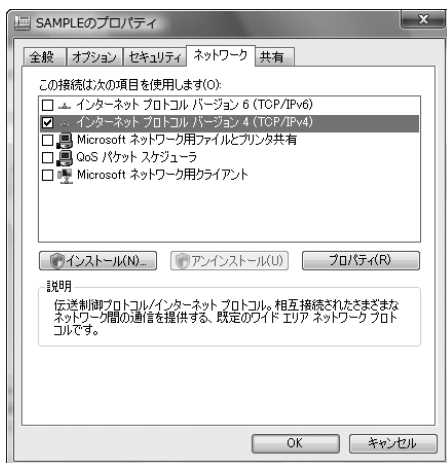 SAMPLEのプロパティ
全般 オプション セキュリティ ネットワーク 共有
この接続は次の項目を使用します(O):
インターネット プロトコル バージョン 6 (TCP/IPv6)
インターネット プロトコル バージョン 4 (TCP/IPv4)
Microsoft ネットワーク用ファイルとプリンタ共有
QoS パケット スケジューラ
Microsoft ネットワーク用クライアント
インストール(N)... アンインストール(U) プロパティ(R)
説明
伝送制御プロトコル/インターネット プロトコル。相互接続されたさまざまな
ネットワーク間の通信を提供する、既定のワイド エリア ネットワーク プロト
コルです。
OK キャンセル